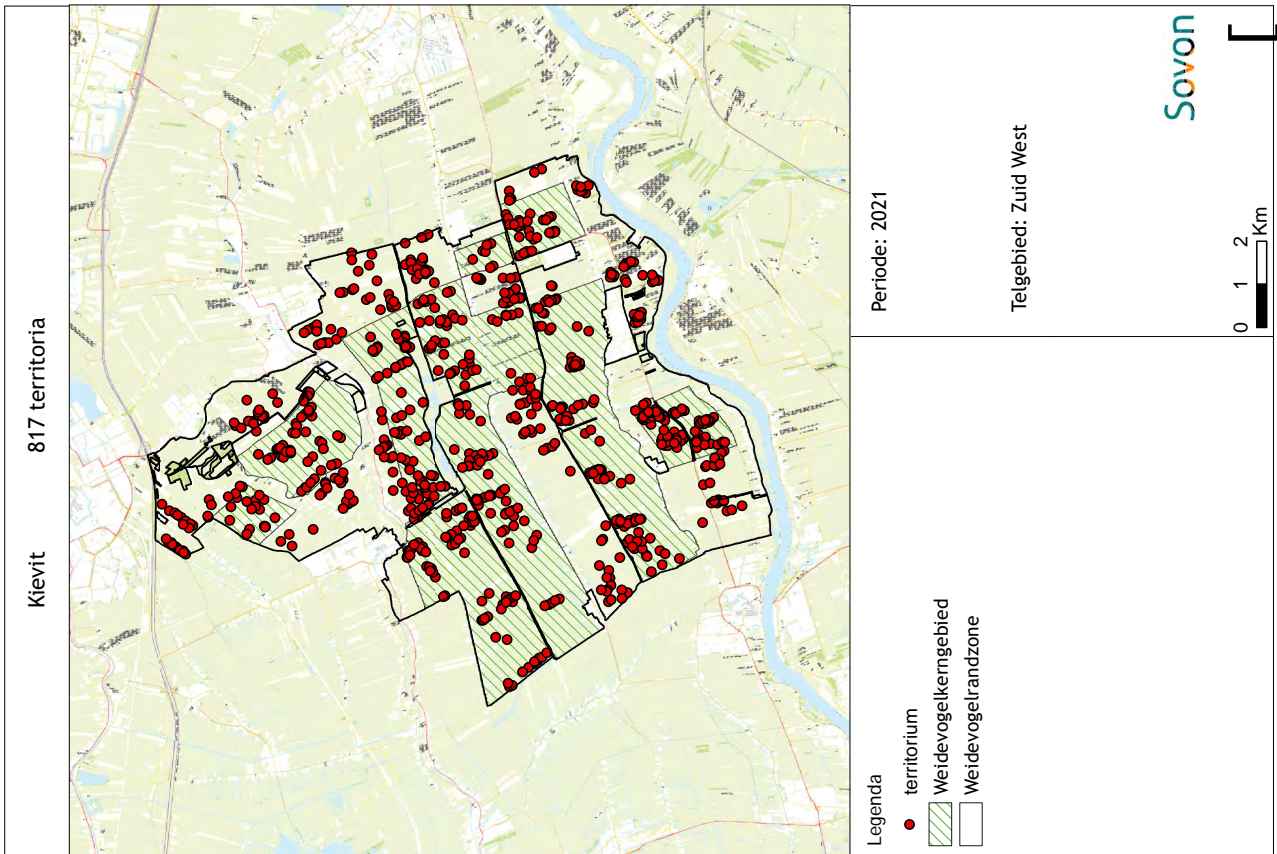 Kievit 817 territoria
Legenda
territorium
Weidevogelkerngebied
Weidevogelrandzone
Periode: 2021
Telgebied: Zuid West
0 1 2
Km
Sovon